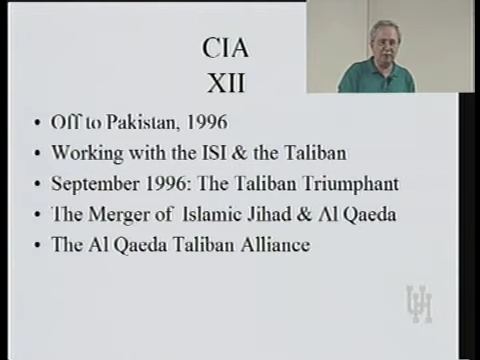 CIA
XII
• Off to Pakistan, 1996
• Working with the ISI & the Taliban
• September 1996: The Taliban Triumphant
• The Merger of Islamic Jihad & Al Qaeda
• The Al Qaeda Taliban Alliance
UH